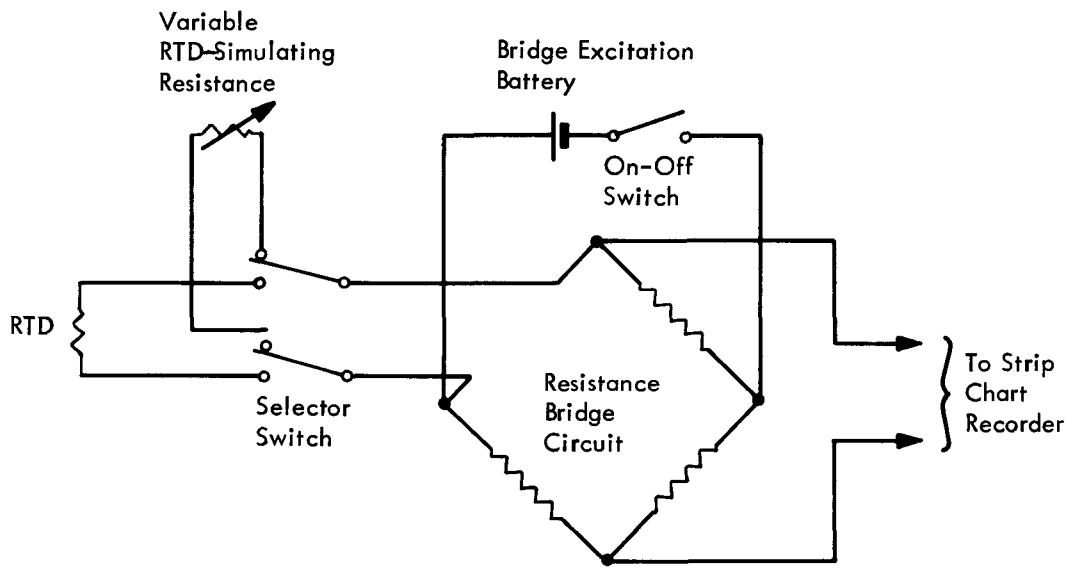 Variable
RTD-Simulating
Resistance
Bridge Excitation
Battery
On-Off
Switch
RTD
Selector
Switch
Resistance
Bridge
Circuit
To Strip
Chart
Recorder